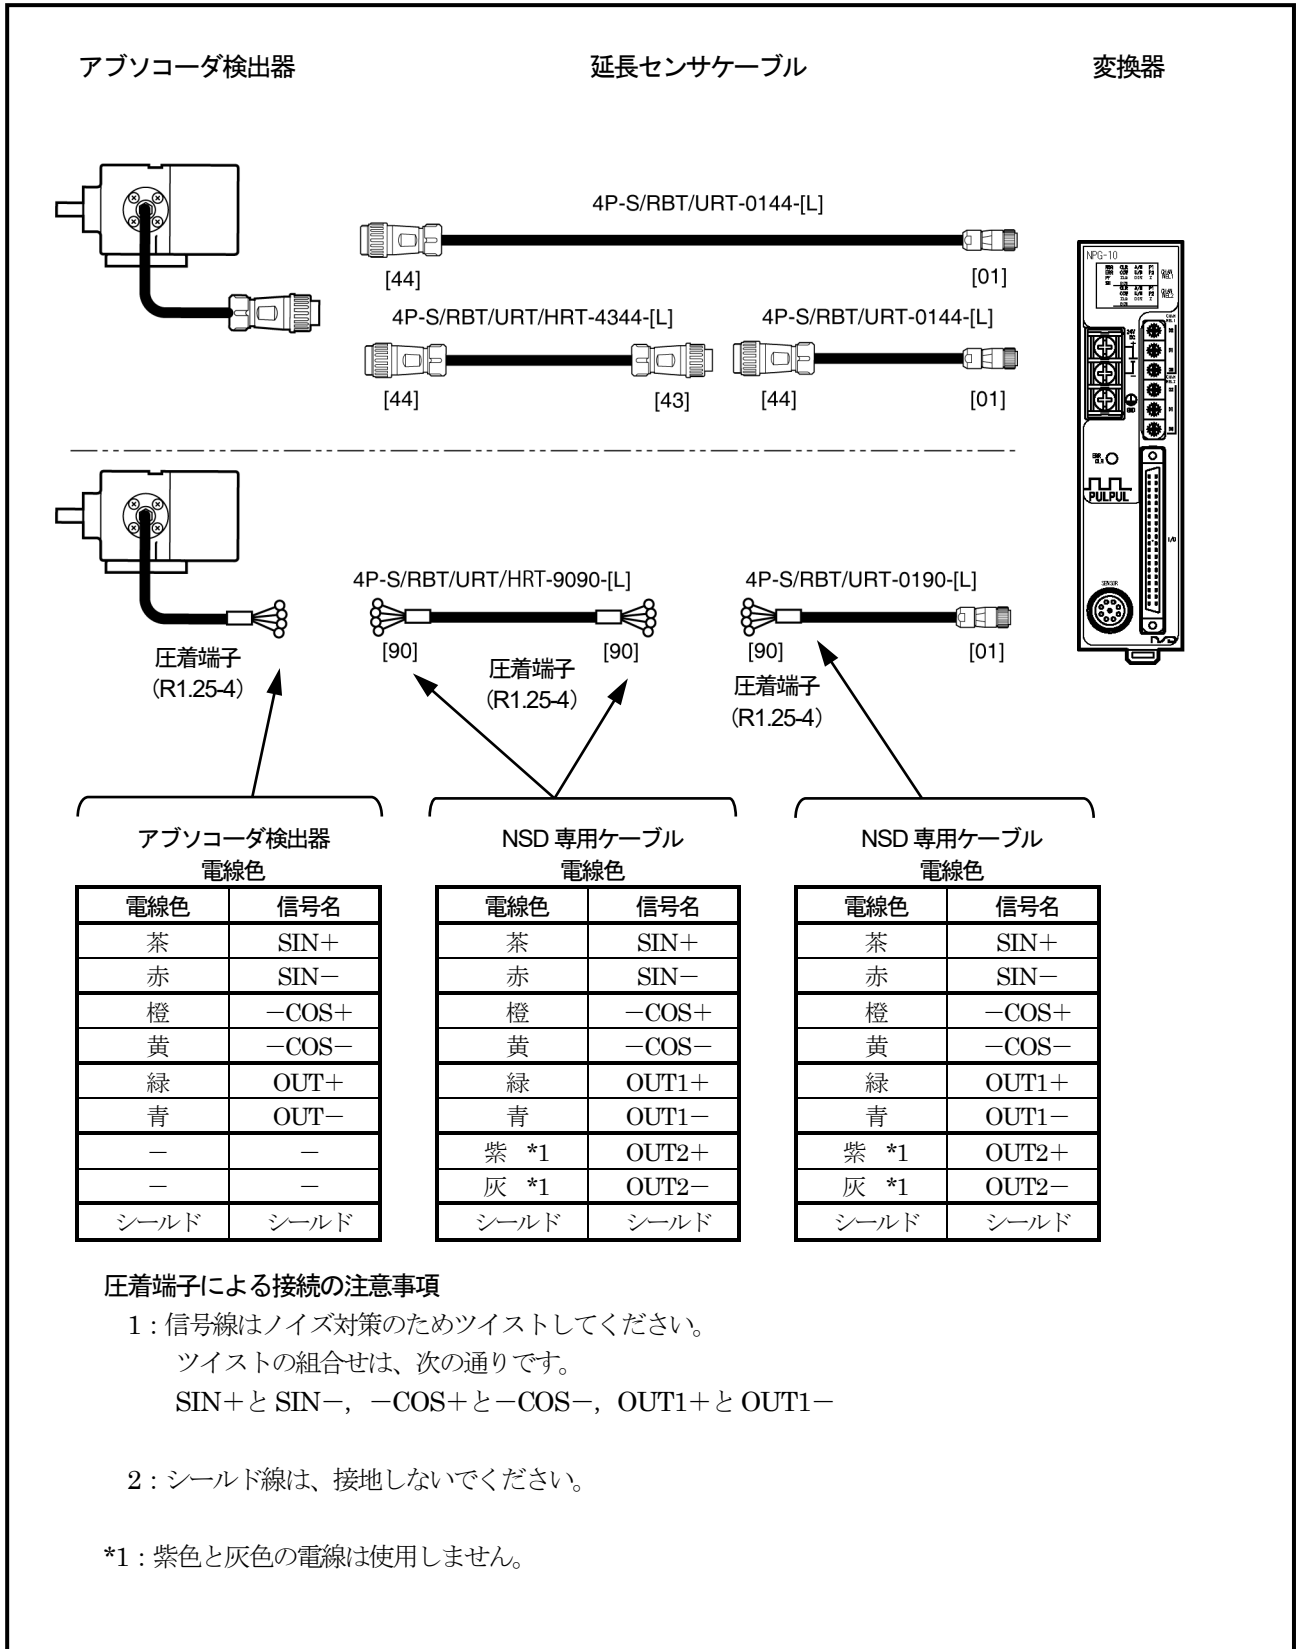 アブソコーダ検出器 延長センサケーブル 変換器
4P-S/RBT/URT-0144-[L]
[44] [01]
4P-S/RBT/URT/HRT-4344-[L] 4P-S/RBT/URT-0144-[L]
[44] [43] [44] [01]
NPG-10
PULPUL
SENSOR
I/O
4P-S/RBT/URT/HRT-9090-[L] 4P-S/RBT/URT-0190-[L]
[90] [90] [90] [01]
圧着端子
(R1.25-4)
圧着端子
(R1.25-4)
圧着端子
(R1.25-4)
アブソコーダ検出器
電線色
電線色 信号名
茶 SIN+
赤 SIN−
橙 −COS+
黄 −COS−
緑 OUT+
青 OUT−
− −
− −
シールド シールド
NSD 専用ケーブル
電線色
電線色 信号名
茶 SIN+
赤 SIN−
橙 −COS+
黄 −COS−
緑 OUT1+
青 OUT1−
紫 *1 OUT2+
灰 *1 OUT2−
シールド シールド
NSD 専用ケーブル
電線色
電線色 信号名
茶 SIN+
赤 SIN−
橙 −COS+
黄 −COS−
緑 OUT1+
青 OUT1−
紫 *1 OUT2+
灰 *1 OUT2−
シールド シールド
圧着端子による接続の注意事項
1:信号線はノイズ対策のためツイストしてください。
ツイストの組合せは、次の通りです。
SIN+と SIN−, −COS+と−COS−, OUT1+と OUT1−
2:シールド線は、接地しないでください。
*1:紫色と灰色の電線は使用しません。